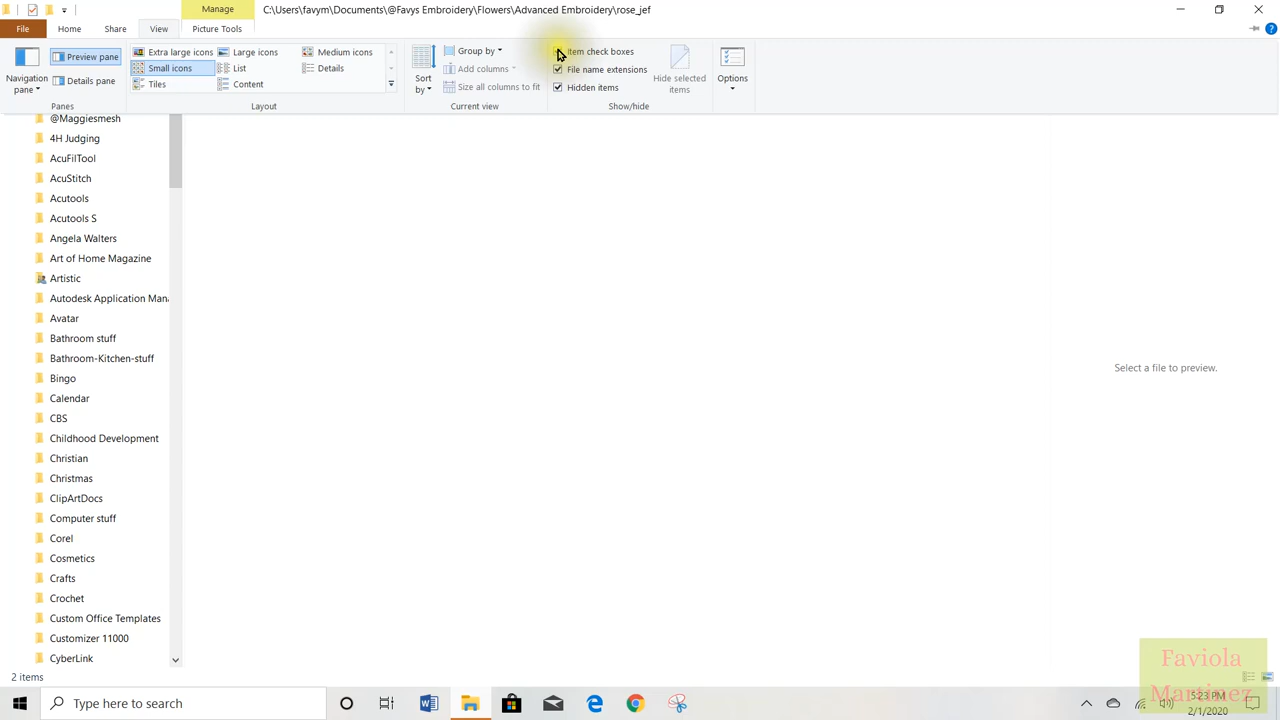 Manage
C:\Users\favym\Documents\@Favys Embroidery\Flowers\Advanced Embroidery\rose_jef
File
Home
Share
View
Picture Tools
Navigation pane
Preview pane
Details pane
Panes
Extra large icons
Large icons
Medium icons
Small icons
List
Details
Tiles
Content
Layout
Sort by
Group by
Add columns
Size all columns to fit
Current view
Item check boxes
File name extensions
Hidden items
Hide selected items
Show/hide
Options
@Maggiesmesh
4H Judging
AcuFilTool
AcuStitch
Acutools
Acutools S
Angela Walters
Art of Home Magazine
Artistic
Autodesk Application Man
Avatar
Bathroom stuff
Bathroom-Kitchen-stuff
Bingo
Calendar
CBS
Childhood Development
Christian
Christmas
ClipArtDocs
Computer stuff
Corel
Cosmetics
Crafts
Crochet
Custom Office Templates
Customizer 11000
CyberLink
Select a file to preview.
2 items
Faviola
Martinez
Type here to search
5:23 PM
2/1/2020